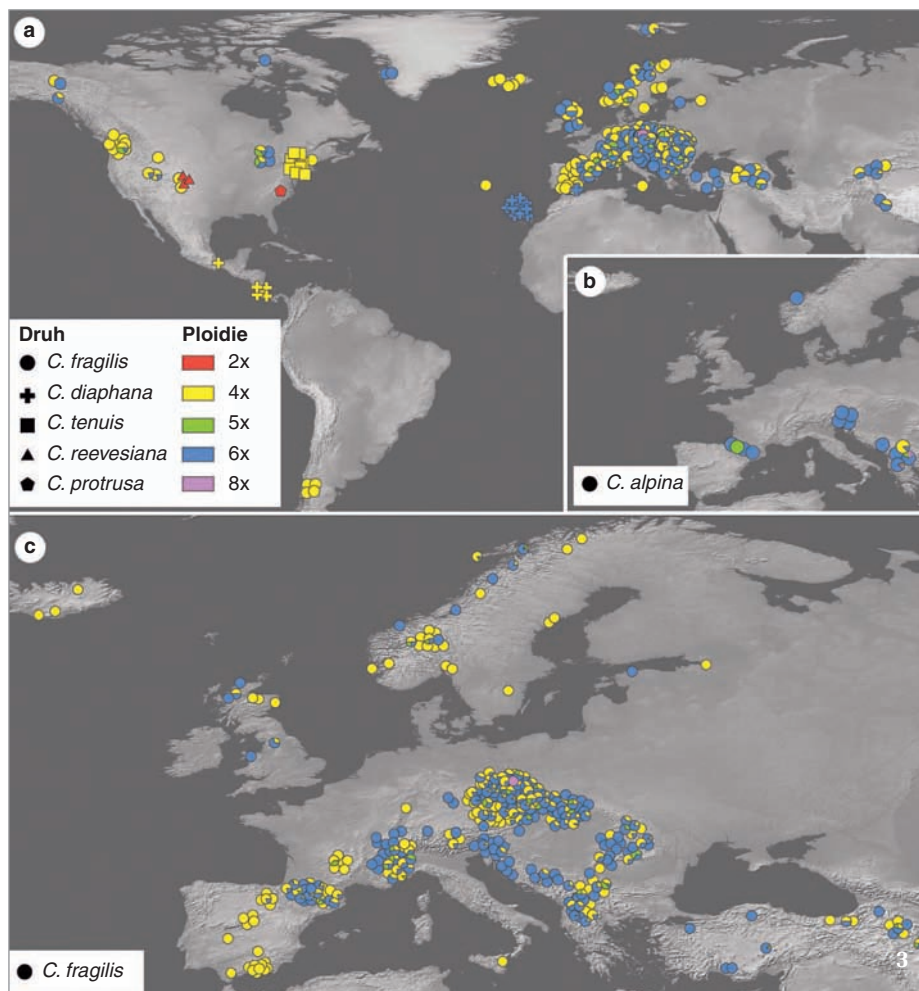 a
Druh Ploidie
C. fragilis 2x
C. diaphana 4x
C. tenuis 5x
C. reevesiana 6x
C. protrusa 8x
b
C. alpina
c
C. fragilis
3